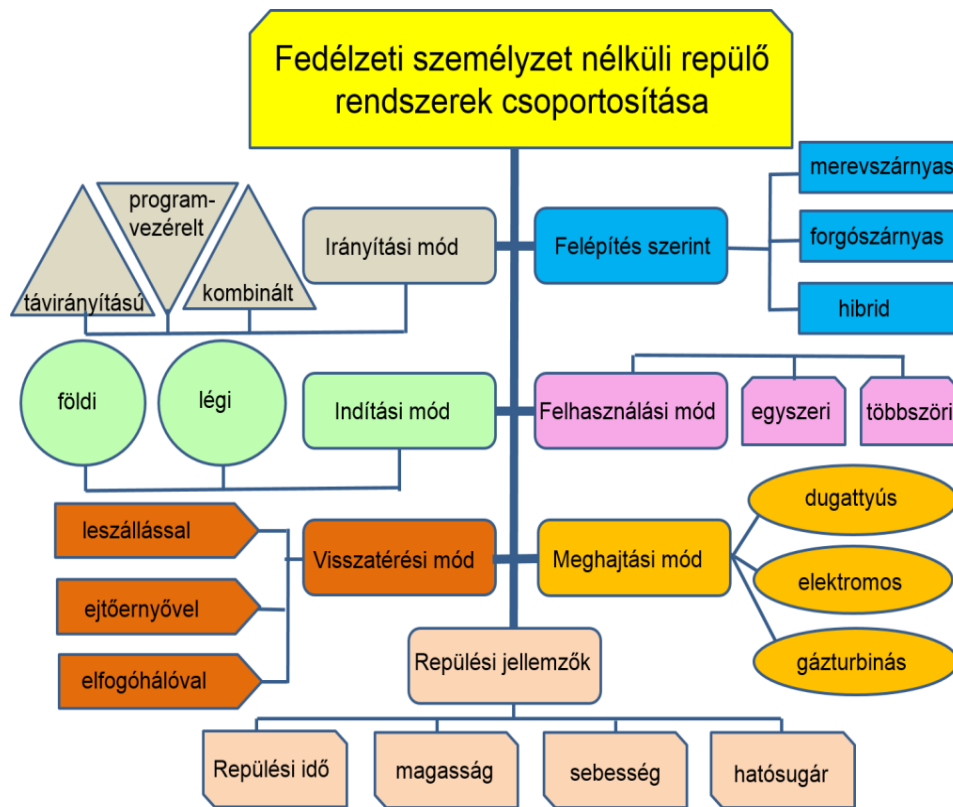 Fedélzeti személyzet nélküli repülő
rendszerek csoportosítása
Irányítási mód
távirányítású
program-
vezérelt
kombinált
Felépítés szerint
merevszárnyas
forgószárnyas
hibrid
Indítási mód
földi
légi
Felhasználási mód
egyszeri
többszöri
Visszatérési mód
leszállással
ejtőernyővel
elfogóhálóval
Meghajtási mód
dugattyús
elektromos
gázturbinás
Repülési jellemzők
Repülési idő
magasság
sebesség
hatósugár